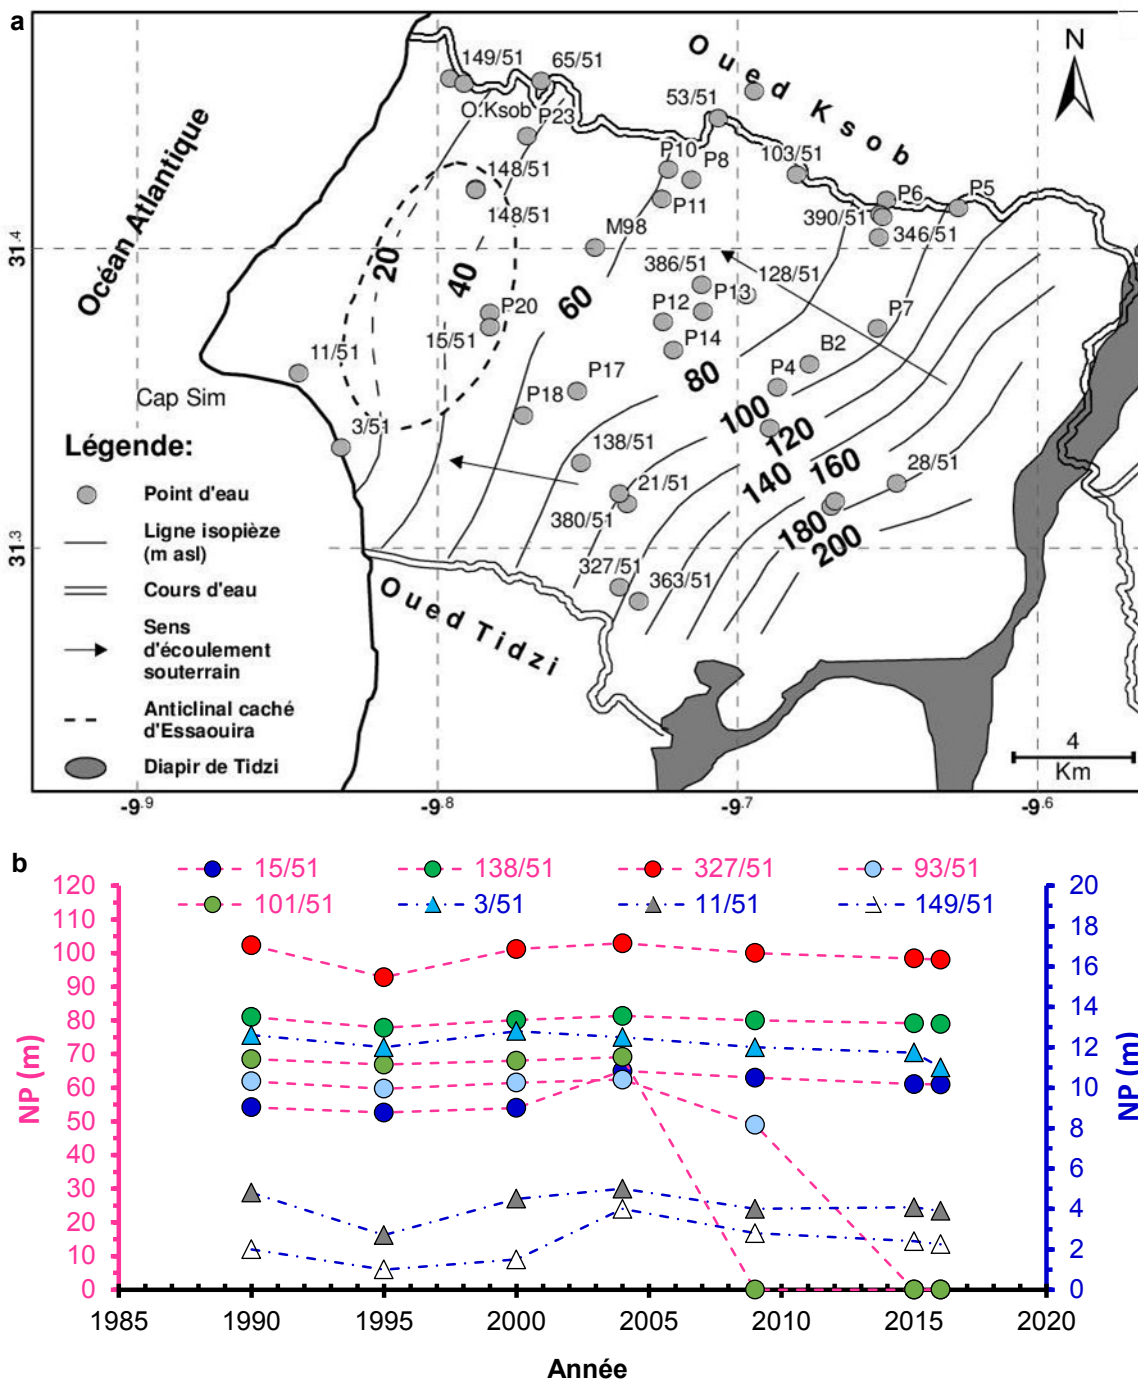 a
N
Océan Atlantique
Oued Ksob
149/51
65/51
O.Ksob
P23
53/51
P10
P8
103/51
148/51
148/51
P11
P6
P5
390/51
346/51
M98
31.4
20
40
60
386/51
128/51
P13
P12
P20
15/51
P14
P7
B2
11/51
80
P4
Cap Sim
P17
P18
100
120
3/51
138/51
140
160
28/51
21/51
380/51
180
200
31.3
327/51
363/51
Oued Tidzi
Légende:
Point d'eau
Ligne isopièze
(m asl)
Cours d'eau
Sens
d'écoulement
souterrain
Anticlinal caché
d'Essaouira
Diapir de Tidzi
4
Km
-9.9
-9.8
-9.7
-9.6
b
15/51
138/51
327/51
93/51
101/51
3/51
11/51
149/51
NP (m)
120
110
100
90
80
70
60
50
40
30
20
10
0
NP (m)
20
18
16
14
12
10
8
6
4
2
0
1985
1990
1995
2000
2005
2010
2015
2020
Année